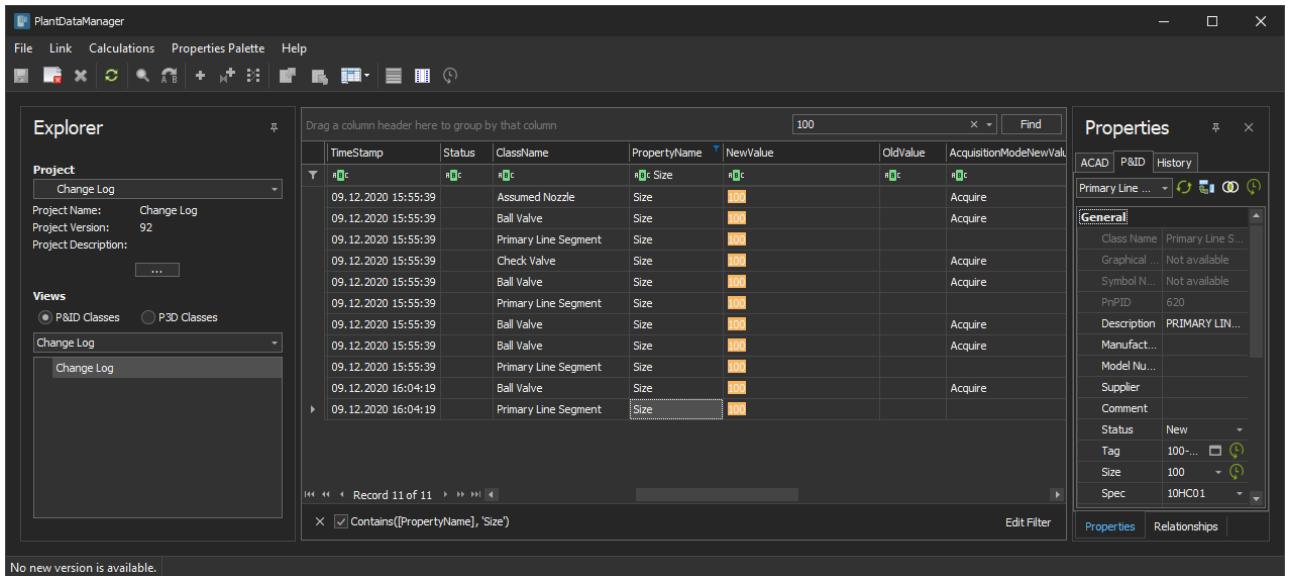 PlantDataManager
File Link Calculations Properties Palette Help
Explorer
Project
Change Log
Project Name: Change Log
Project Version: 92
Project Description:
...
Views
P&ID Classes P3D Classes
Change Log
Change Log
Drag a column header here to group by that column 100 Find
TimeStamp Status ClassName PropertyName NewValue OldValue AcquisitionModeNewValu
Size
09.12.2020 15:55:39 Assumed Nozzle Size 100 Acquire
09.12.2020 15:55:39 Ball Valve Size 100 Acquire
09.12.2020 15:55:39 Primary Line Segment Size 100
09.12.2020 15:55:39 Check Valve Size 100 Acquire
09.12.2020 15:55:39 Ball Valve Size 100 Acquire
09.12.2020 15:55:39 Primary Line Segment Size 100
09.12.2020 15:55:39 Ball Valve Size 100 Acquire
09.12.2020 15:55:39 Ball Valve Size 100 Acquire
09.12.2020 15:55:39 Primary Line Segment Size 100
09.12.2020 16:04:19 Ball Valve Size 100 Acquire
09.12.2020 16:04:19 Primary Line Segment Size 100
Record 11 of 11
Contains([PropertyName], 'Size') Edit Filter
Properties
ACAD P&ID History
Primary Line ...
General
Class Name Primary Line S...
Graphical ... Not available
Symbol N... Not available
PnPID 620
Description PRIMARY LIN...
Manufact...
Model Nu...
Supplier
Comment
Status New
Tag 100-...
Size 100
Spec 10HC01
Properties Relationships
No new version is available.